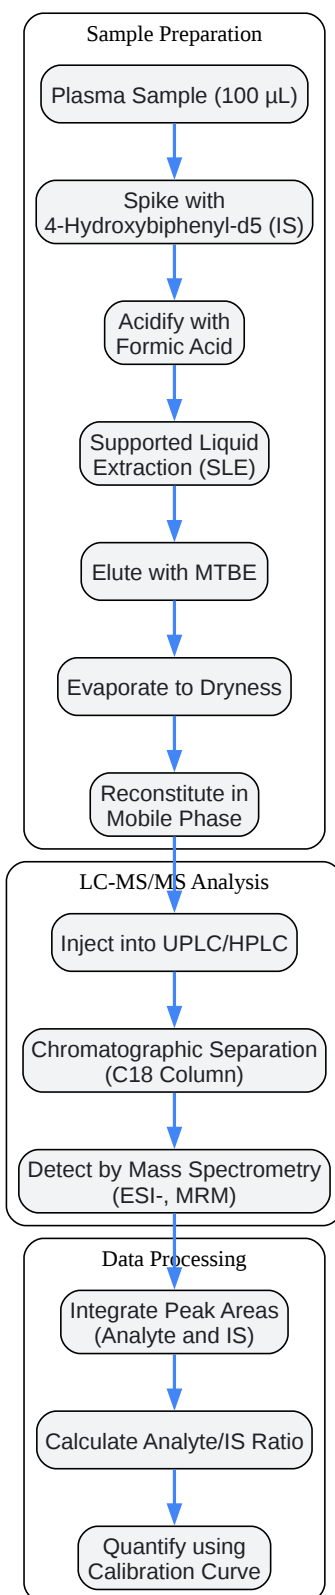 Sample Preparation
Plasma Sample (100 µL)
Spike with
4-Hydroxybiphenyl-d5 (IS)
Acidify with
Formic Acid
Supported Liquid
Extraction (SLE)
Elute with MTBE
Evaporate to Dryness
Reconstitute in
Mobile Phase
LC-MS/MS Analysis
Inject into UPLC/HPLC
Chromatographic Separation
(C18 Column)
Detect by Mass Spectrometry
(ESI-, MRM)
Data Processing
Integrate Peak Areas
(Analyte and IS)
Calculate Analyte/IS Ratio
Quantify using
Calibration Curve